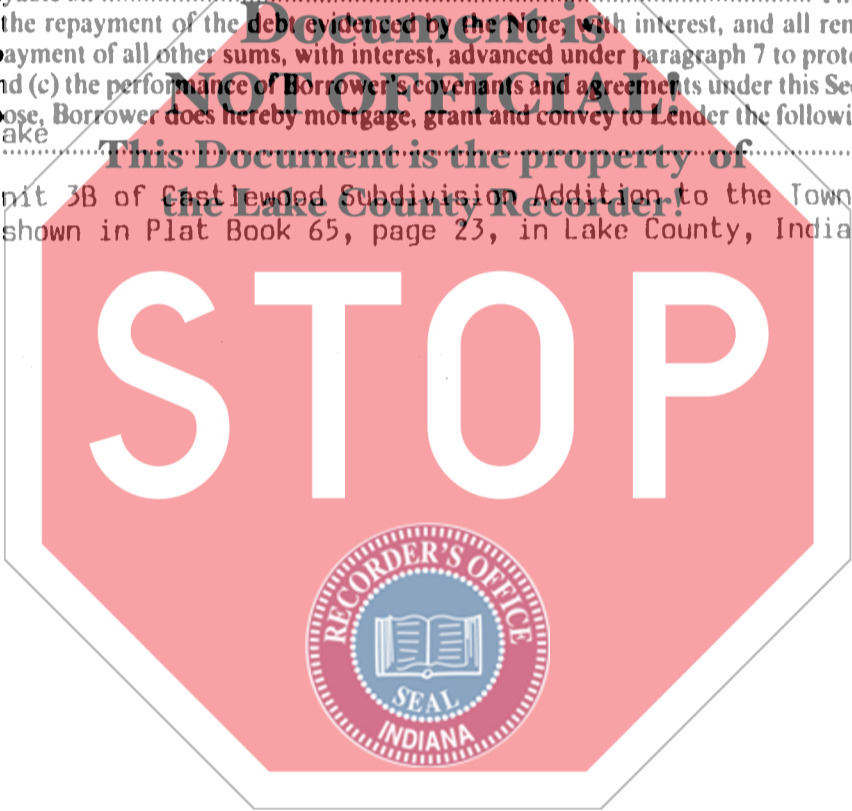 Document is
the repayment of the debt evidenced by the Note, with interest, and all ren
ayment of all other sums, with interest, advanced under paragraph 7 to prote
d (c) the performance of Borrower's covenants and agreements under this Se
NOT OFFICIAL!
ose, Borrower does hereby mortgage, grant and convey to Lender the followi
ake
This Document is the property of
nit 3B of Castlewood Subdivision Addition to the Town
the Lake County Recorder!
shown in Plat Book 65, page 23, in Lake County, India
STOP
RECORDER'S OFFICE
SEAL
INDIANA